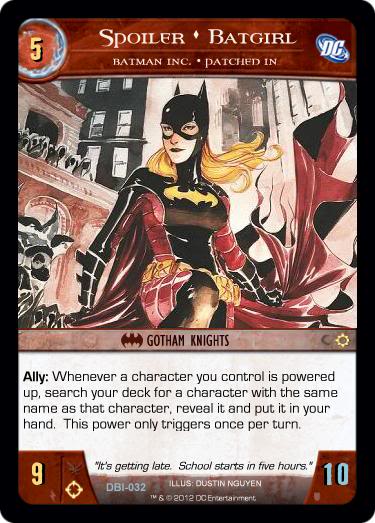 5
SPOILER ♦ BATGIRL
BATMAN INC. • PATCHED IN
DC
GOTHAM KNIGHTS
Ally: Whenever a character you control is powered
up, search your deck for a character with the same
name as that character, reveal it and put it in your
hand. This power only triggers once per turn.
"It's getting late. School starts in five hours."
9
DBI-032
ILLUS: DUSTIN NGUYEN
10
™ & © 2012 DC Entertainment